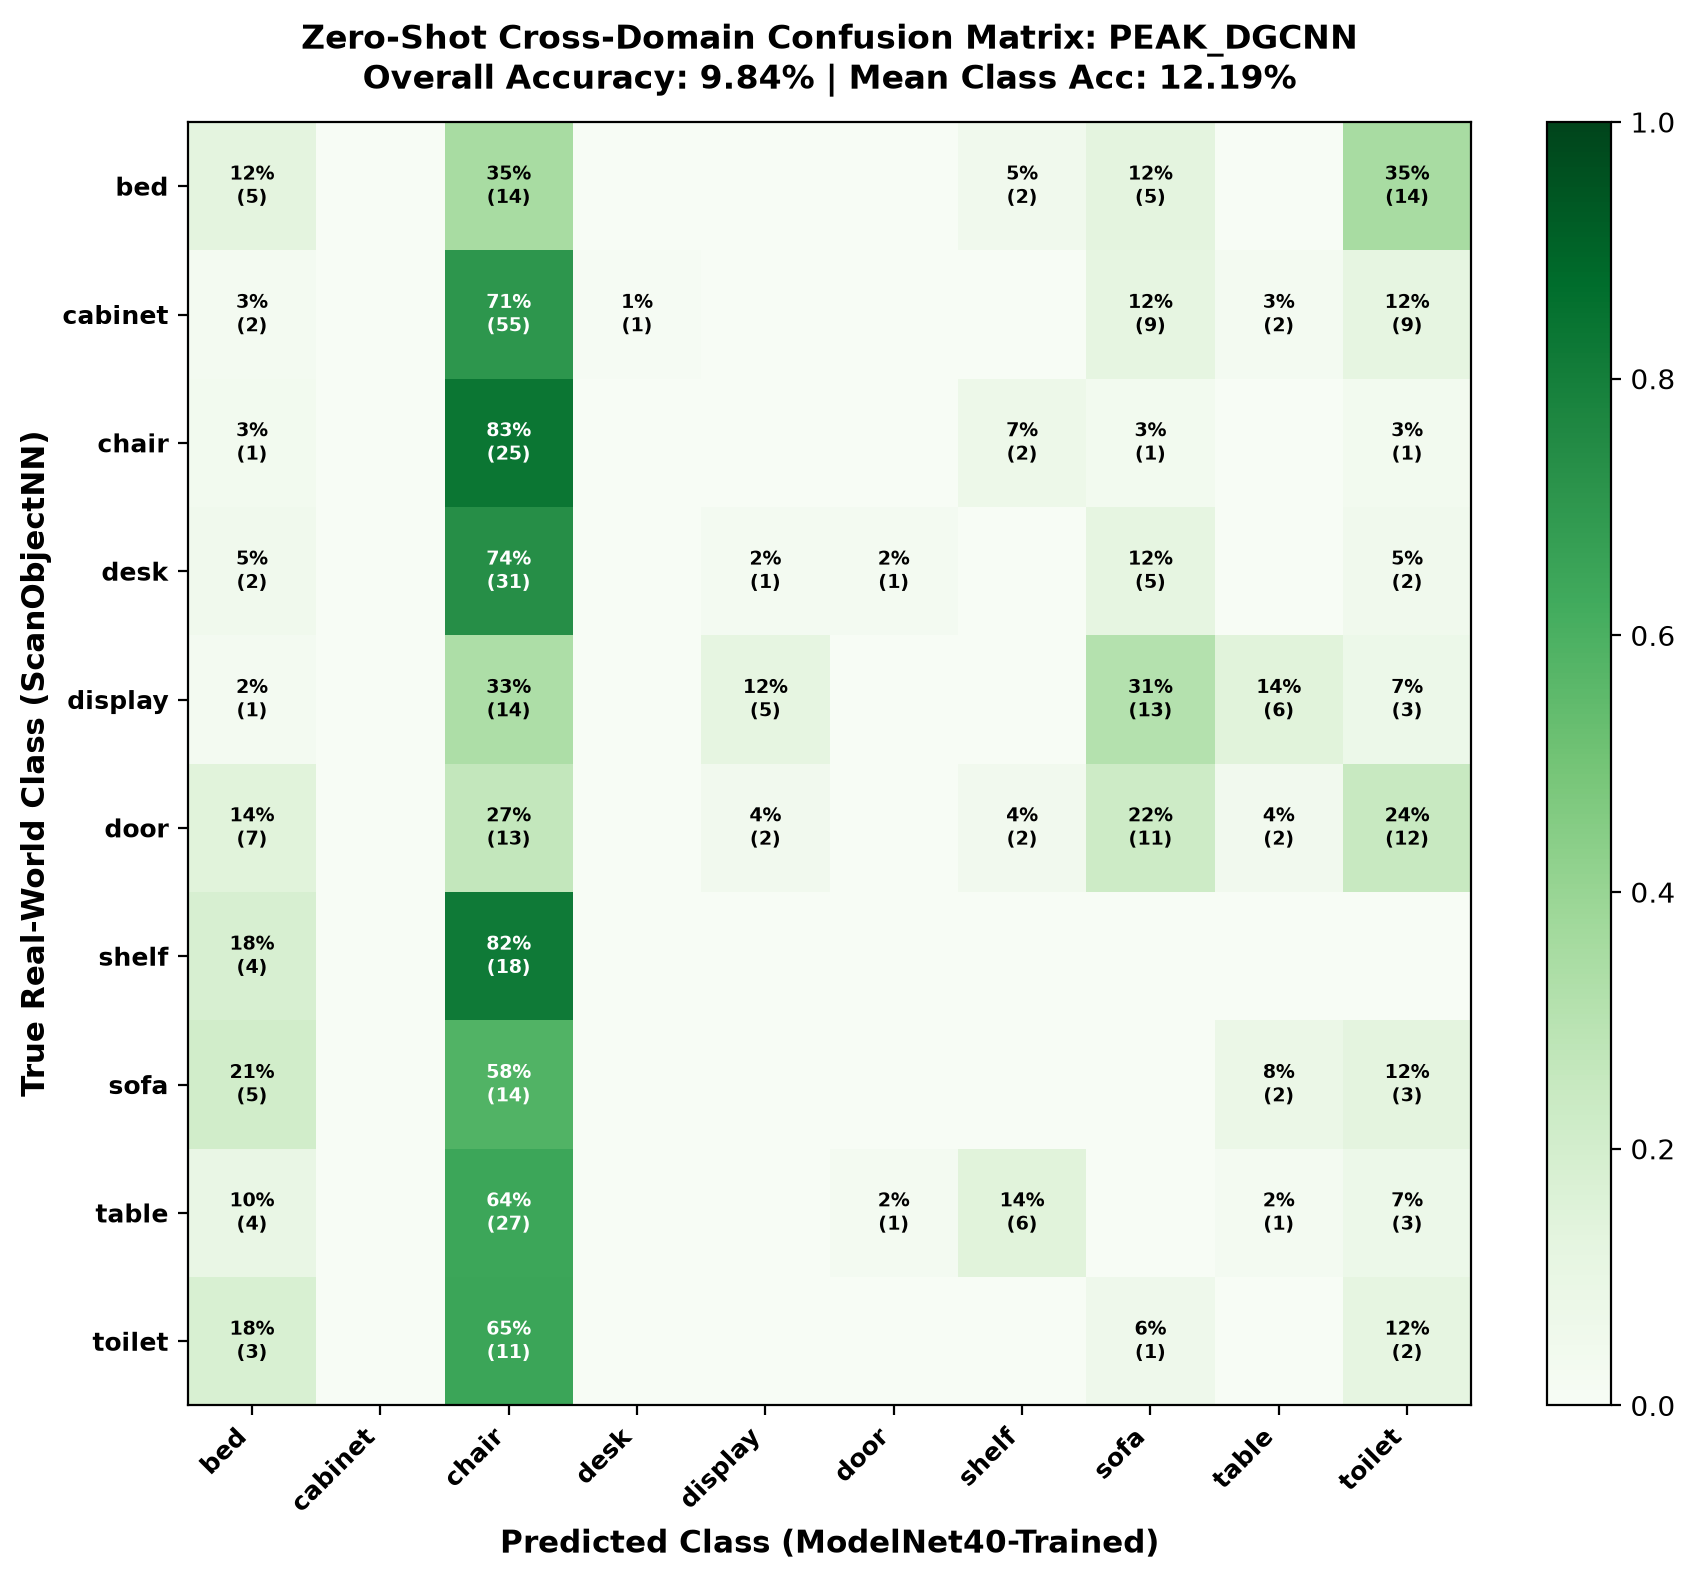 Zero-Shot Cross-Domain Confusion Matrix: PEAK_DGCNN
Overall Accuracy: 9.84% | Mean Class Acc: 12.19%
True Real-World Class (ScanObjectNN)
bed
12% 35% 5% 12% 35%
(5) (14) (2) (5) (14)
cabinet
3% 71% 1% 12% 3% 12%
(2) (55) (1) (9) (2) (9)
chair
3% 83% 7% 3% 3%
(1) (25) (2) (1) (1)
desk
5% 74% 2% 2% 12% 5%
(2) (31) (1) (1) (5) (2)
display
2% 33% 12% 31% 14% 7%
(1) (14) (5) (13) (6) (3)
door
14% 27% 4% 4% 22% 4% 24%
(7) (13) (2) (2) (11) (2) (12)
shelf
18% 82%
(4) (18)
sofa
21% 58% 8% 12%
(5) (14) (2) (3)
table
10% 64% 2% 14% 2% 7%
(4) (27) (1) (6) (1) (3)
toilet
18% 65% 6% 12%
(3) (11) (1) (2)
bed cabinet chair desk display door shelf sofa table toilet
Predicted Class (ModelNet40-Trained)
1.0
0.8
0.6
0.4
0.2
0.0